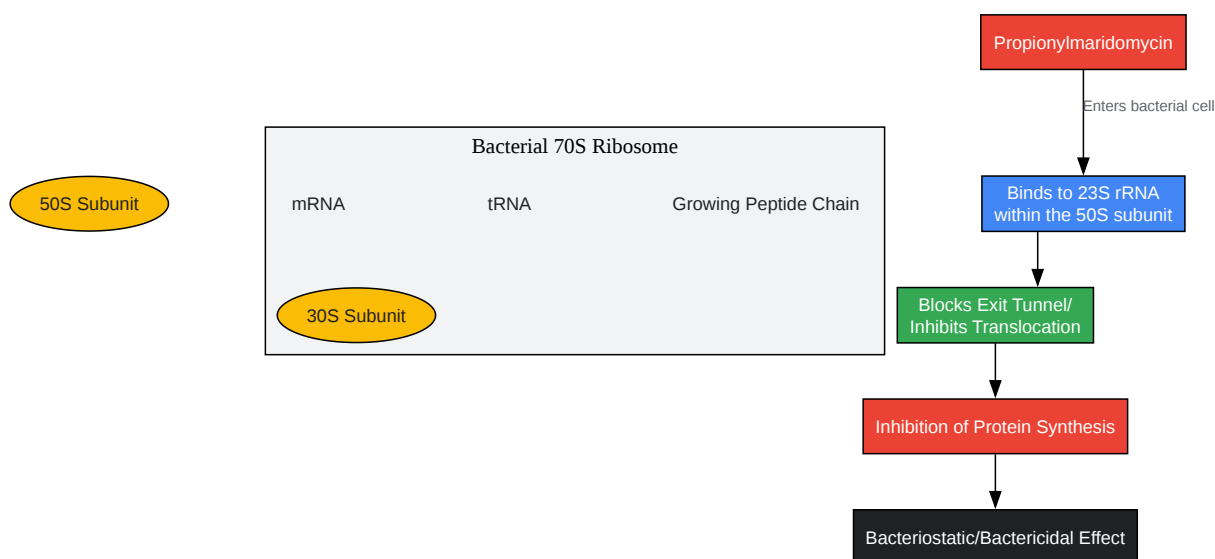 Propionylmaridomycin
Enters bacterial cell
Bacterial 70S Ribosome
50S Subunit
mRNA
tRNA
Growing Peptide Chain
Binds to 23S rRNA
within the 50S subunit
30S Subunit
Blocks Exit Tunnel/
Inhibits Translocation
Inhibition of Protein Synthesis
Bacteriostatic/Bactericidal Effect